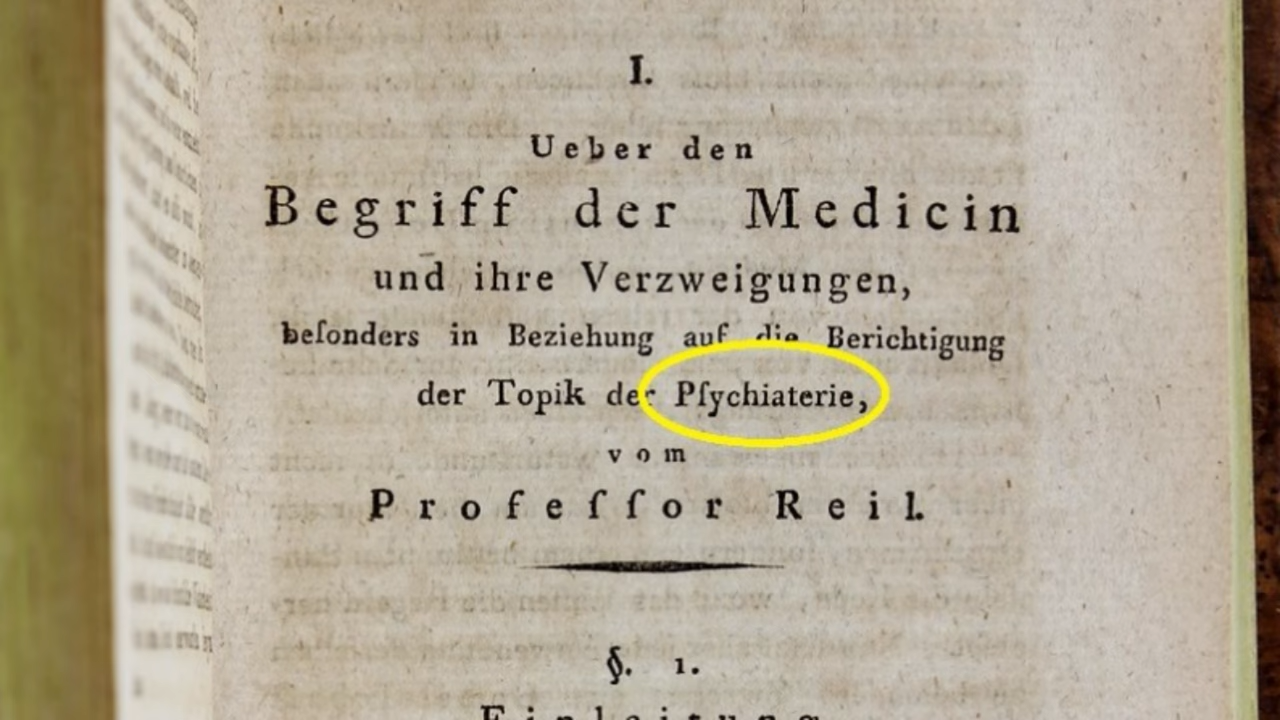 I.
Ueber den
Begriff der Medicin
und ihre Verzweigungen,
beſonders in Beziehung auf die Berichtigung
der Topik der Pſychiaterie,
vom
Profeſſor Reil.
§. 1.
Einleitung